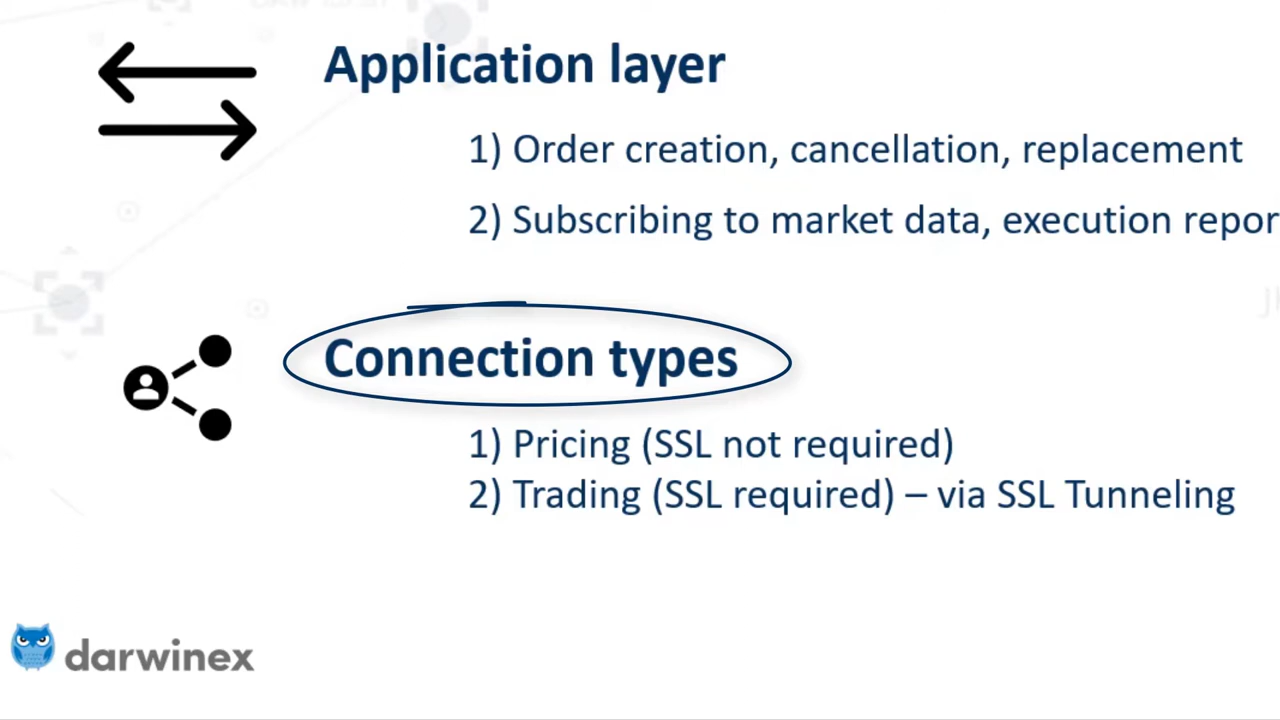 Application layer
1) Order creation, cancellation, replacement
2) Subscribing to market data, execution repor
Connection types
1) Pricing (SSL not required)
2) Trading (SSL required) – via SSL Tunneling
darwinex